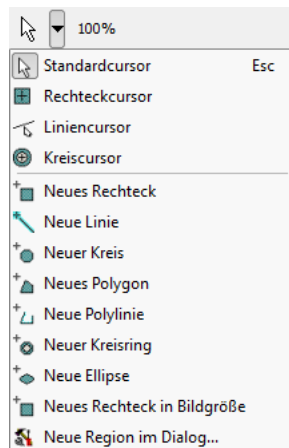 100%
Standardcursor Esc
Rechteckcursor
Liniencursor
Kreiscursor
Neues Rechteck
Neue Linie
Neuer Kreis
Neues Polygon
Neue Polylinie
Neuer Kreisring
Neue Ellipse
Neues Rechteck in Bildgröße
Neue Region im Dialog...